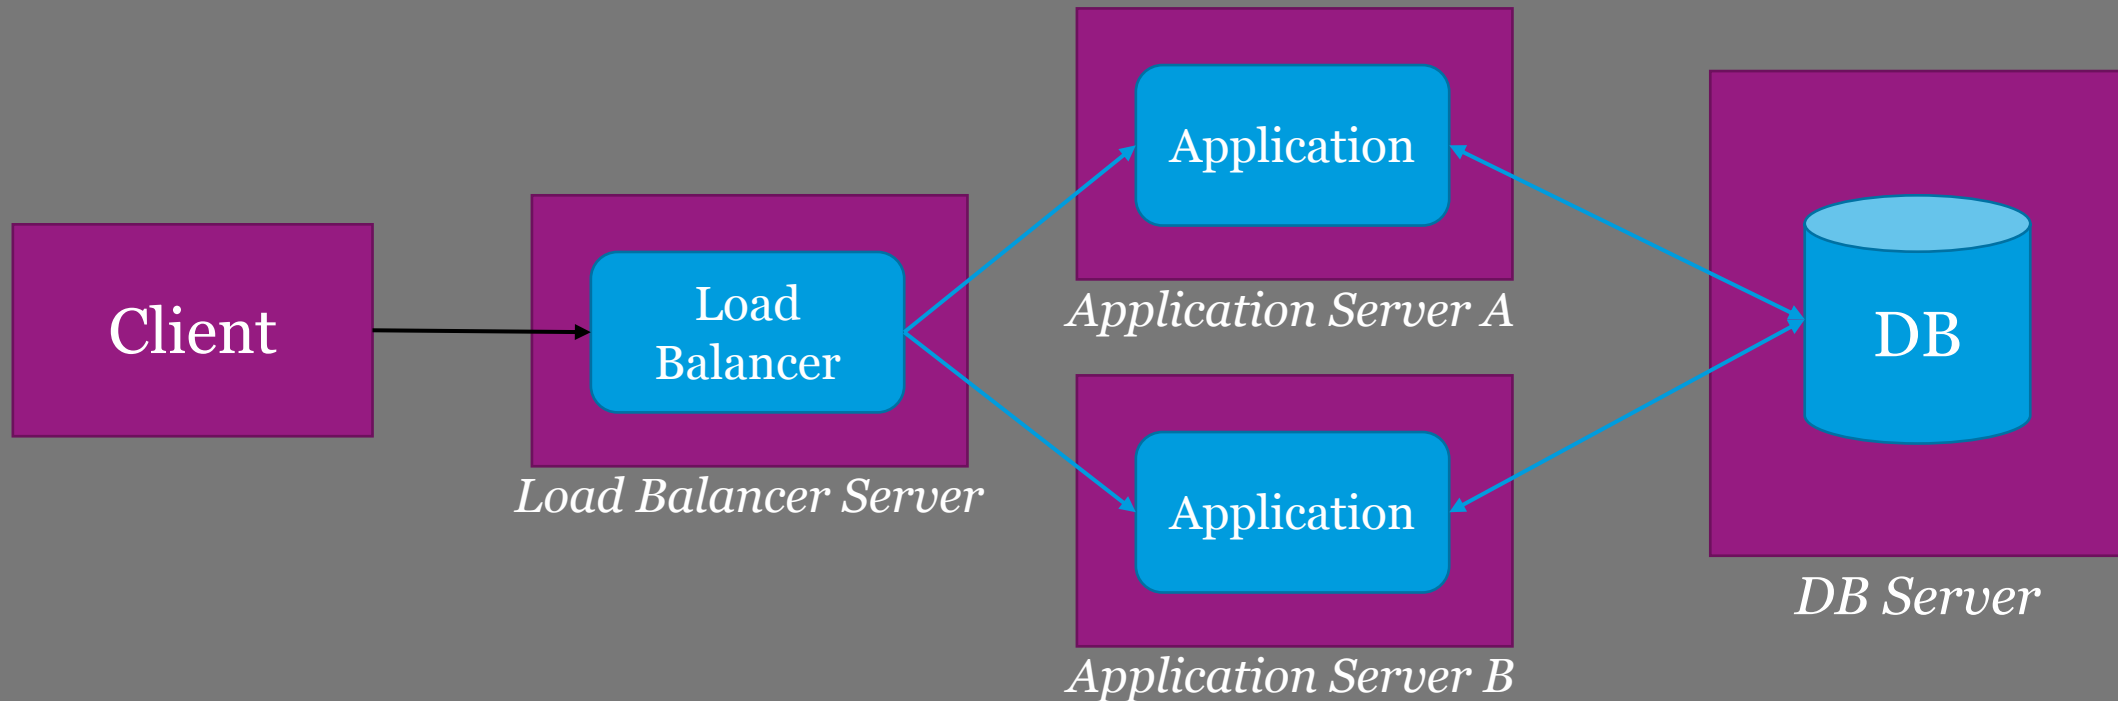 Client
Load
Balancer
Load Balancer Server
Application
Application Server A
Application
Application Server B
DB
DB Server